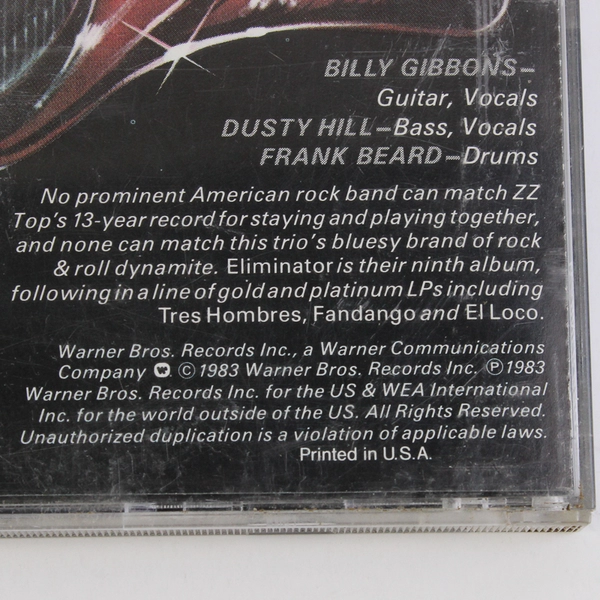 BILLY GIBBONS–
Guitar, Vocals
DUSTY HILL–Bass, Vocals
FRANK BEARD–Drums
No prominent American rock band can match ZZ
Top's 13-year record for staying and playing together,
and none can match this trio's bluesy brand of rock
& roll dynamite. Eliminator is their ninth album,
following in a line of gold and platinum LPs including
Tres Hombres, Fandango and El Loco.
Warner Bros. Records Inc., a Warner Communications
Company Ⓦ ©1983 Warner Bros. Records Inc. ℗1983
Warner Bros. Records Inc. for the US & WEA International
Inc. for the world outside of the US. All Rights Reserved.
Unauthorized duplication is a violation of applicable laws.
Printed in U.S.A.